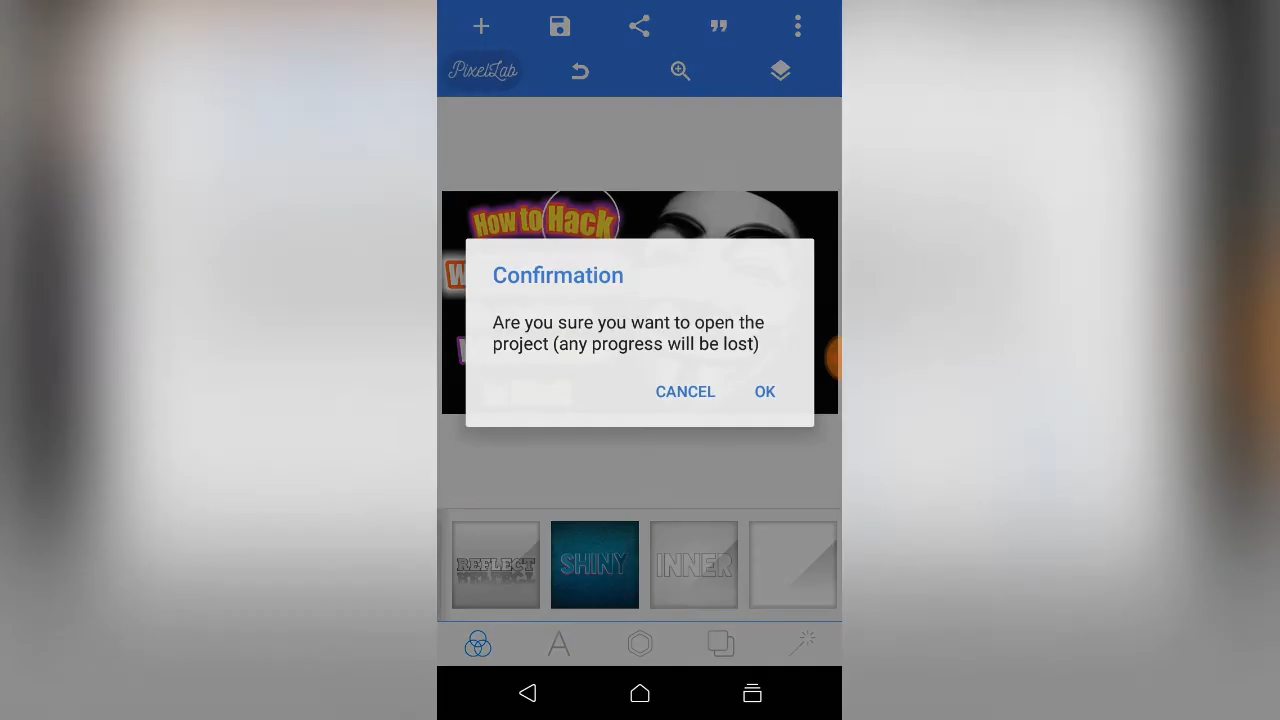 PixelLab
How to Hack
W
Confirmation
Are you sure you want to open the
project (any progress will be lost)
CANCEL OK
REFLECT SHINY INNER